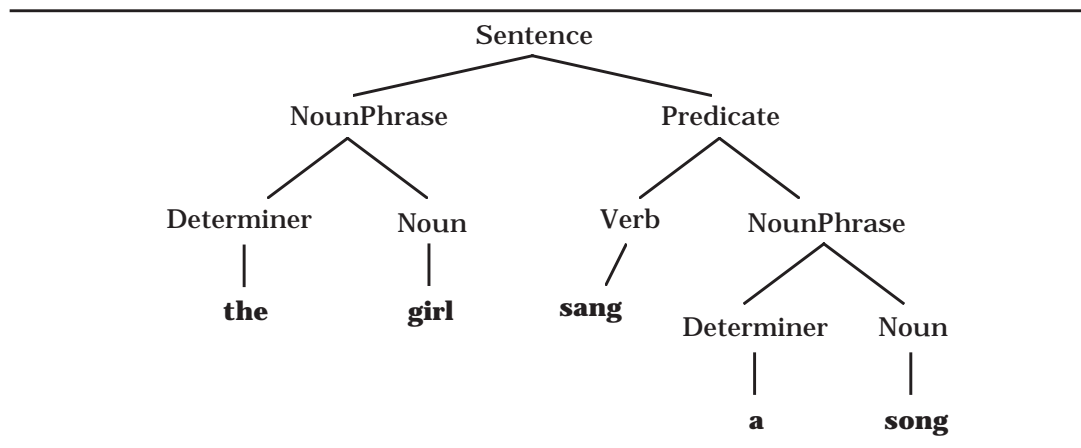 Sentence
NounPhrase Predicate
Determiner Noun Verb NounPhrase
the girl sang
Determiner Noun
a song